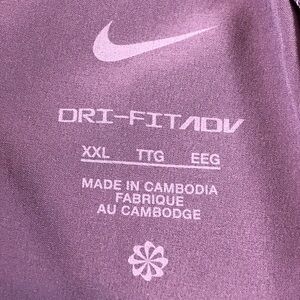 DRI-FIT ADV
XXL TTG EEG
MADE IN CAMBODIA
FABRIQUE
AU CAMBODGE